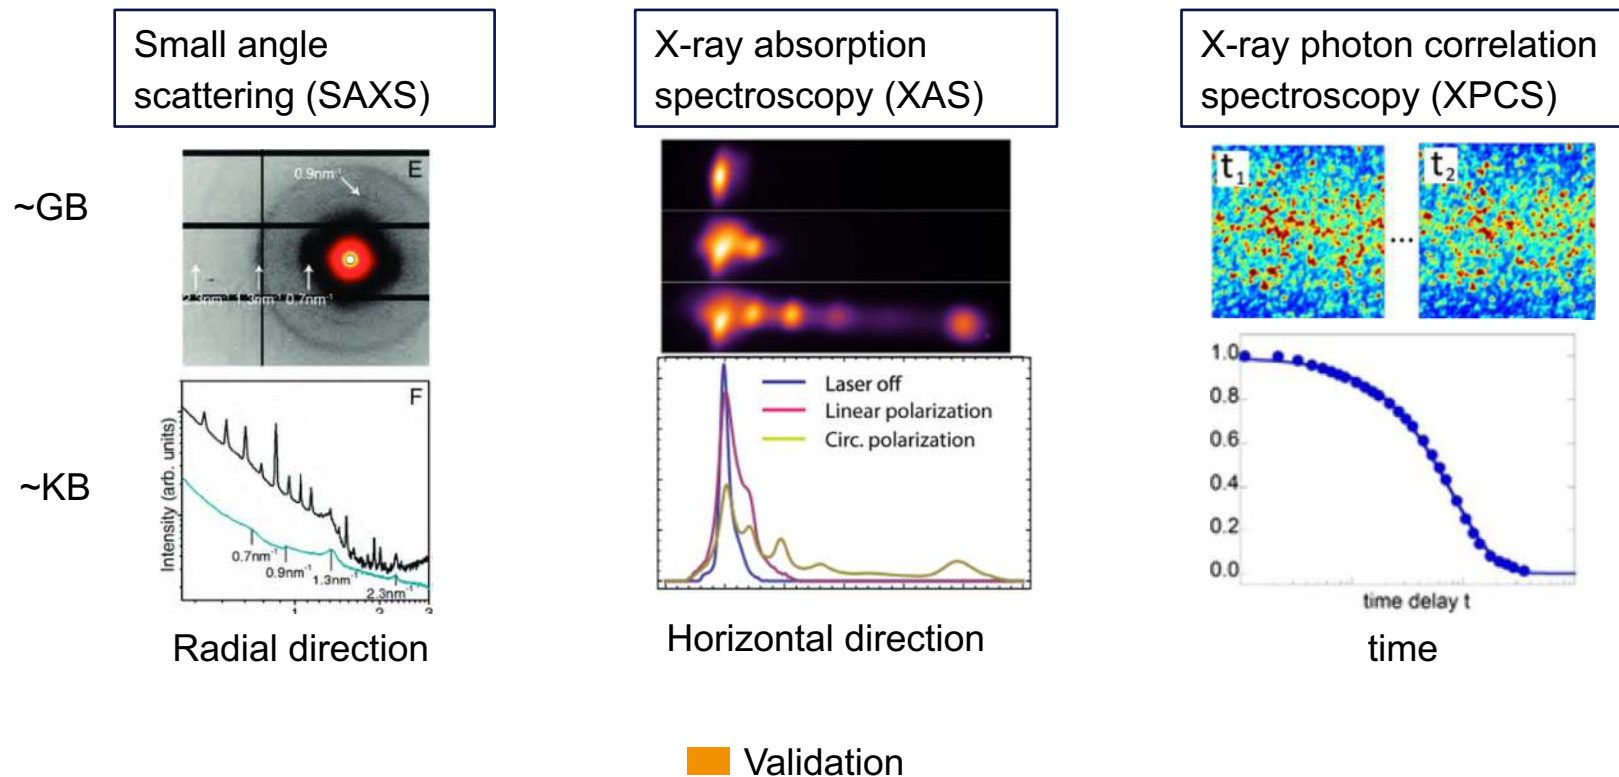 Small angle
scattering (SAXS)
X-ray absorption
spectroscopy (XAS)
X-ray photon correlation
spectroscopy (XPCS)
~GB
E
0.9nm⁻¹
2.3nm⁻¹ 1.3nm⁻¹ 0.7nm⁻¹
t₁
...
t₂
~KB
F
Intensity (arb. units)
0.7nm⁻¹
0.9nm⁻¹
1.3nm⁻¹
2.3nm⁻¹
1 2 3
Laser off
Linear polarization
Circ. polarization
1.0
0.8
0.6
0.4
0.2
0.0
time delay t
Radial direction
Horizontal direction
time
Validation